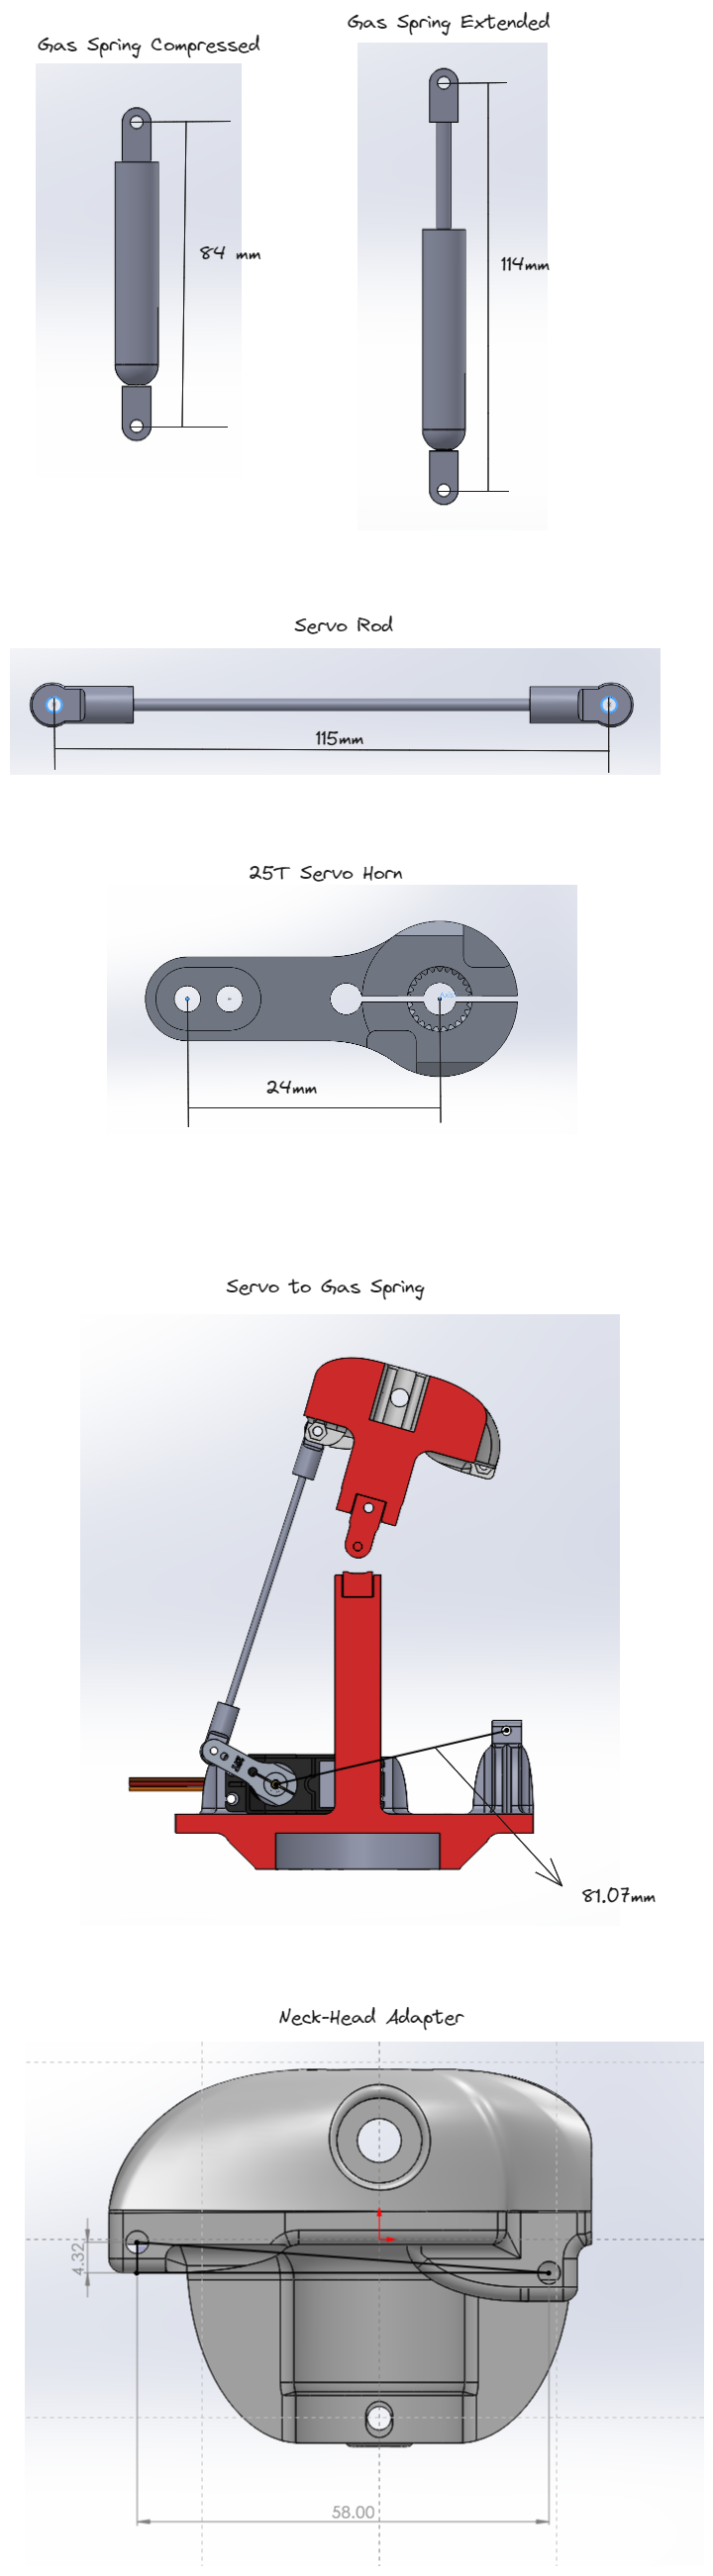 Gas Spring Extended
Gas Spring Compressed
84 mm
114mm
Servo Rod
115mm
25T Servo Horn
24mm
Servo to Gas Spring
81.07mm
Neck-Head Adapter
4.32
58.00